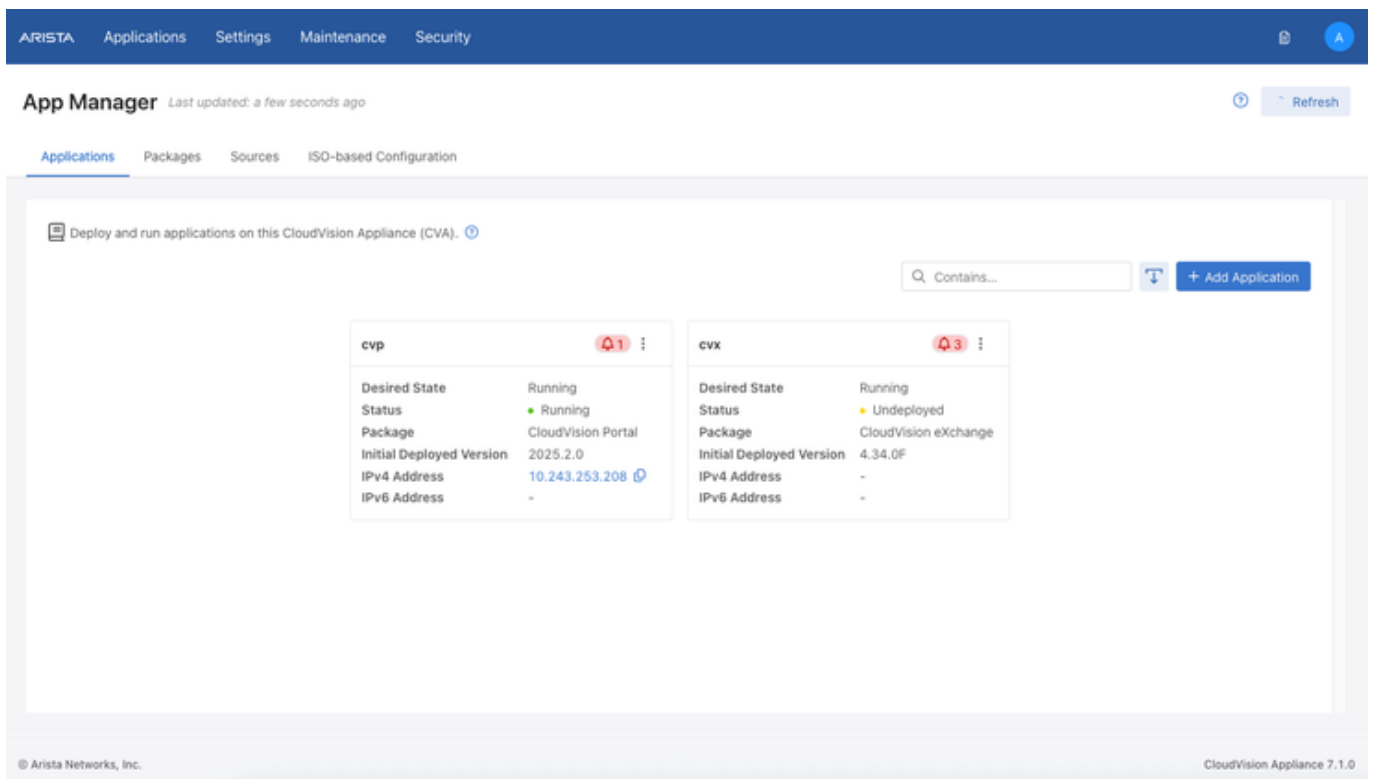 ARISTA Applications Settings Maintenance Security A
App Manager Last updated: a few seconds ago Refresh
Applications Packages Sources ISO-based Configuration
Deploy and run applications on this CloudVision Appliance (CVA).
Contains... + Add Application
cvp 1
Desired State Running
Status Running
Package CloudVision Portal
Initial Deployed Version 2025.2.0
IPv4 Address 10.243.253.208
IPv6 Address -
cvx 3
Desired State Running
Status Undeployed
Package CloudVision eXchange
Initial Deployed Version 4.34.0F
IPv4 Address -
IPv6 Address -
© Arista Networks, Inc. CloudVision Appliance 7.1.0